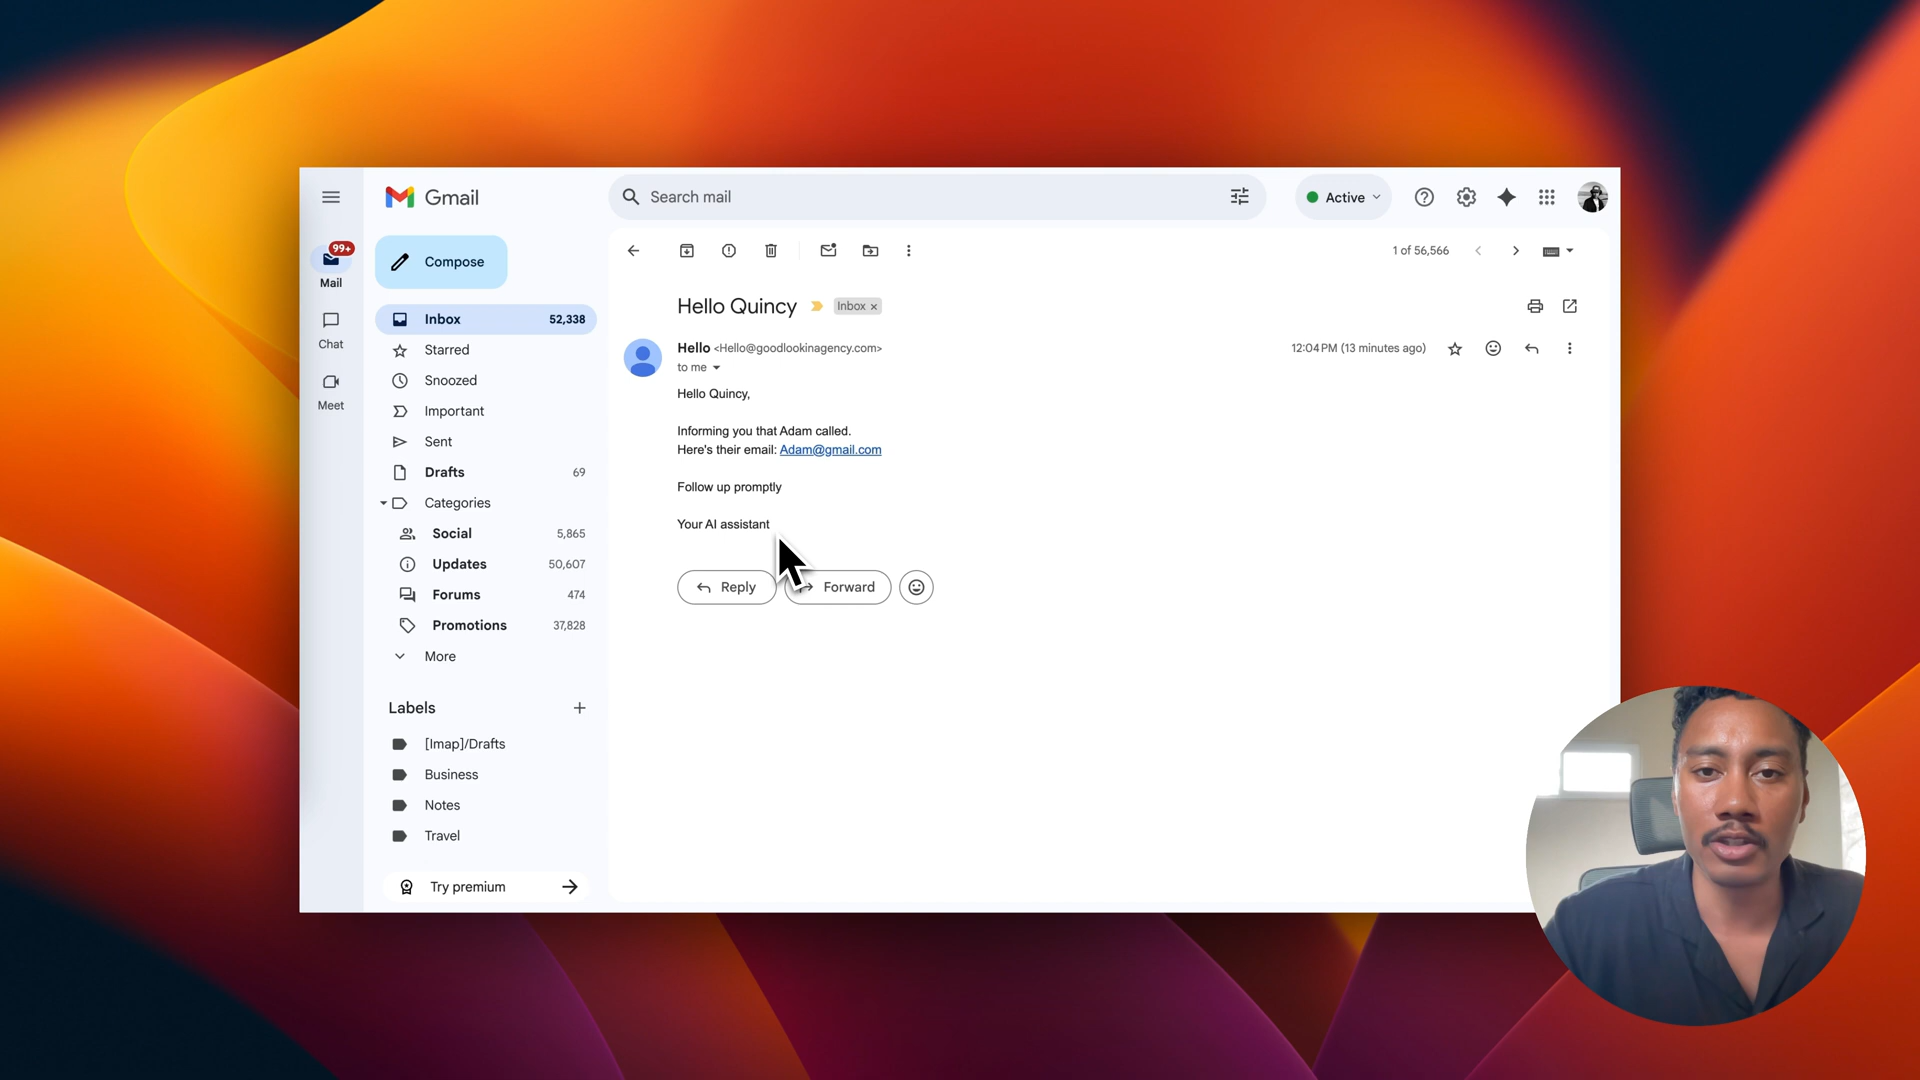 Gmail
Search mail
Active
99+
Mail
Chat
Meet
Compose
Inbox 52,338
Starred
Snoozed
Important
Sent
Drafts 69
Categories
Social 5,865
Updates 50,607
Forums 474
Promotions 37,828
More
Labels
[Imap]/Drafts
Business
Notes
Travel
Try premium
1 of 56,566
Hello Quincy Inbox x
Hello <Hello@goodlookinagency.com> 12:04 PM (13 minutes ago)
to me
Hello Quincy,
Informing you that Adam called.
Here's their email: Adam@gmail.com
Follow up promptly
Your AI assistant
Reply Forward